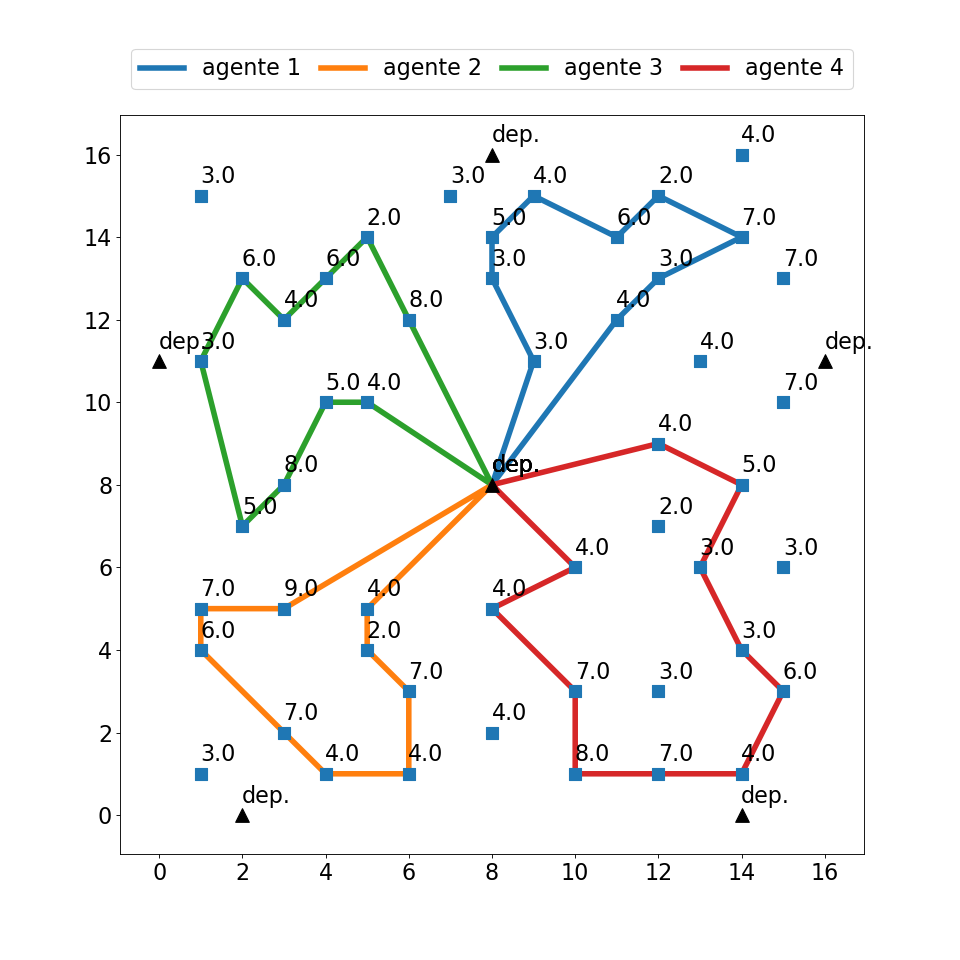 agente 1 agente 2 agente 3 agente 4
dep. 4.0
16
3.0 3.0 4.0 2.0
5.0 6.0 7.0
2.0
14
6.0 6.0 3.0 3.0 7.0
4.0 8.0 4.0
12
dep. 3.0 3.0 4.0 dep.
5.0 4.0 7.0
10
4.0
8.0 dep. dep. 5.0
8
5.0 2.0
4.0 3.0 3.0
6
7.0 9.0 4.0 4.0
6.0 2.0 3.0
4
7.0 3.0 6.0
7.0 4.0
7.0
2
3.0 4.0 4.0 8.0 7.0 4.0
dep. dep.
0
0 2 4 6 8 10 12 14 16